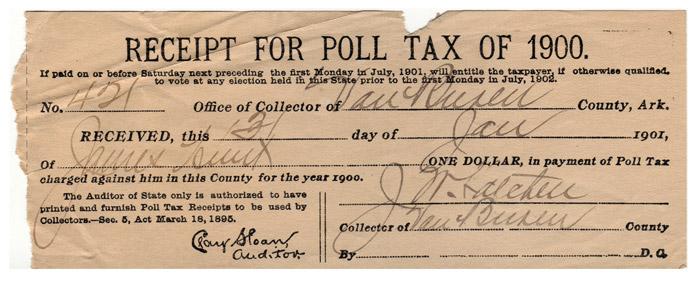 RECEIPT FOR POLL TAX OF 1900.
If paid on or before Saturday next preceding the first Monday in July, 1901, will entitle the taxpayer, if otherwise qualified,
to vote at any election held in this State prior to the first Monday in July, 1902.
No. 431 Office of Collector of Van Buren County, Ark.
RECEIVED, this 3 day of Jan 1901,
Of James ONE DOLLAR, in payment of Poll Tax
charged against him in this County for the year 1900.
The Auditor of State only is authorized to have
printed and furnish Poll Tax Receipts to be used by
Collectors.—Sec. 5, Act March 18, 1895.
Clay Sloan,
Auditor.
J W.
Collector of Van Buren County
By D. C.